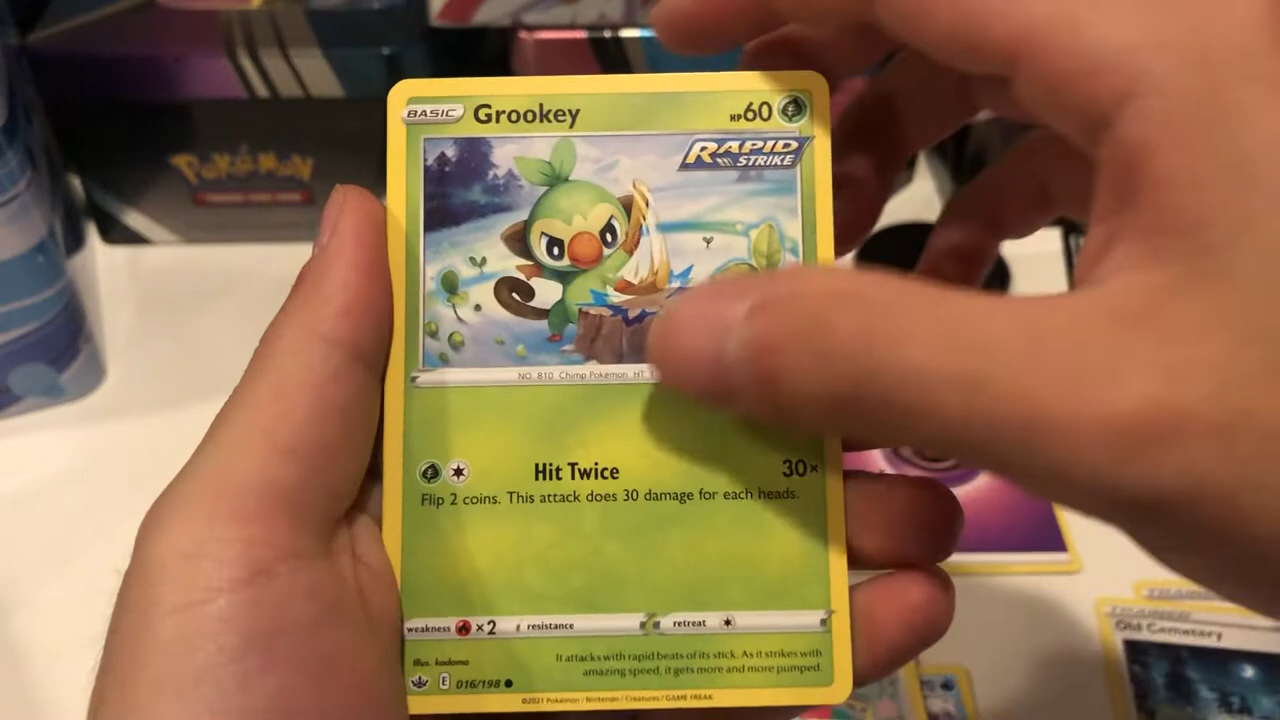 Pokémon
BASIC Grookey HP60
RAPID
STRIKE
NO. 810 Chimp Pokémon HT
Hit Twice 30×
Flip 2 coins. This attack does 30 damage for each heads.
weakness ×2 resistance retreat
Illus. kodama
It attacks with rapid beats of its stick. As it strikes with
amazing speed, it gets more and more pumped.
E 016/198
©2021 Pokémon / Nintendo / Creatures / GAME FREAK
TRAINER
TRAINER
Old Cemetery